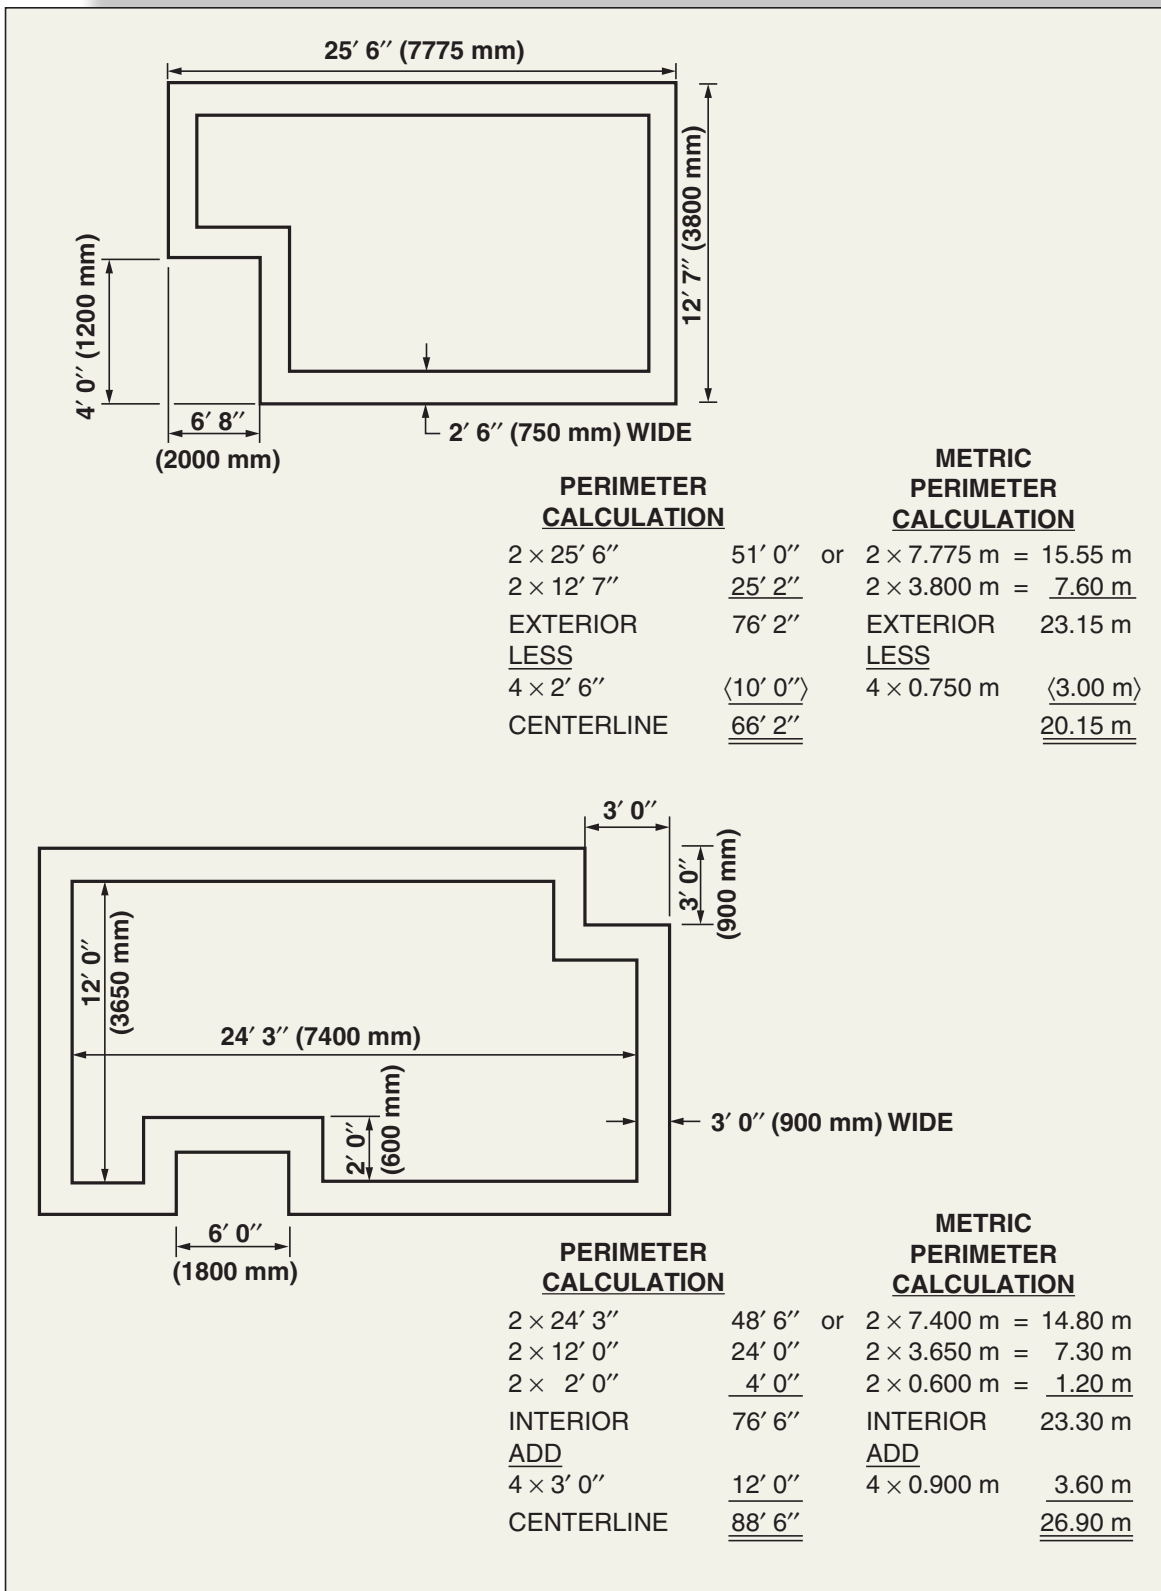 25′ 6″ (7775 mm)
12′ 7″ (3800 mm)
4′ 0″ (1200 mm)
6′ 8″
(2000 mm)
2′ 6″ (750 mm) WIDE
PERIMETER
CALCULATION
METRIC
PERIMETER
CALCULATION
2 × 25′ 6″ 51′ 0″ or 2 × 7.775 m = 15.55 m
2 × 12′ 7″ 25′ 2″ 2 × 3.800 m = 7.60 m
EXTERIOR 76′ 2″ EXTERIOR 23.15 m
LESS LESS
4 × 2′ 6″ ⟨10′ 0″⟩ 4 × 0.750 m ⟨3.00 m⟩
CENTERLINE 66′ 2″ 20.15 m
3′ 0″
3′ 0″
(900 mm)
12′ 0″
(3650 mm)
24′ 3″ (7400 mm)
2′ 0″
(600 mm)
3′ 0″ (900 mm) WIDE
6′ 0″
(1800 mm)
PERIMETER
CALCULATION
METRIC
PERIMETER
CALCULATION
2 × 24′ 3″ 48′ 6″ or 2 × 7.400 m = 14.80 m
2 × 12′ 0″ 24′ 0″ 2 × 3.650 m = 7.30 m
2 × 2′ 0″ 4′ 0″ 2 × 0.600 m = 1.20 m
INTERIOR 76′ 6″ INTERIOR 23.30 m
ADD ADD
4 × 3′ 0″ 12′ 0″ 4 × 0.900 m 3.60 m
CENTERLINE 88′ 6″ 26.90 m